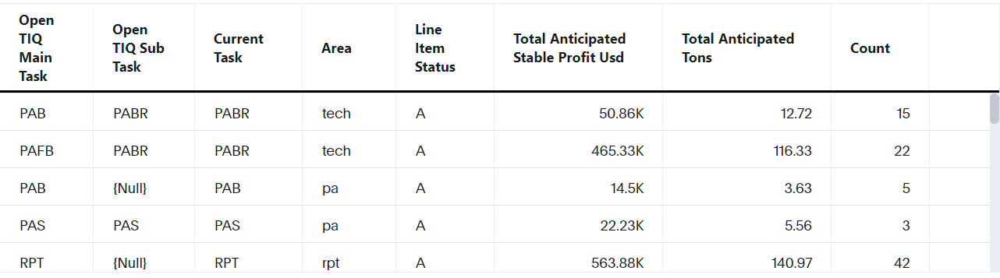 Open TIQ Main Task Open TIQ Sub Task Current Task Area Line Item Status Total Anticipated Stable Profit Usd Total Anticipated Tons Count
PAB PABR PABR tech A 50.86K 12.72 15
PAFB PABR PABR tech A 465.33K 116.33 22
PAB {Null} PAB pa A 14.5K 3.63 5
PAS PAS PAS pa A 22.23K 5.56 3
RPT {Null} RPT rpt A 563.88K 140.97 42